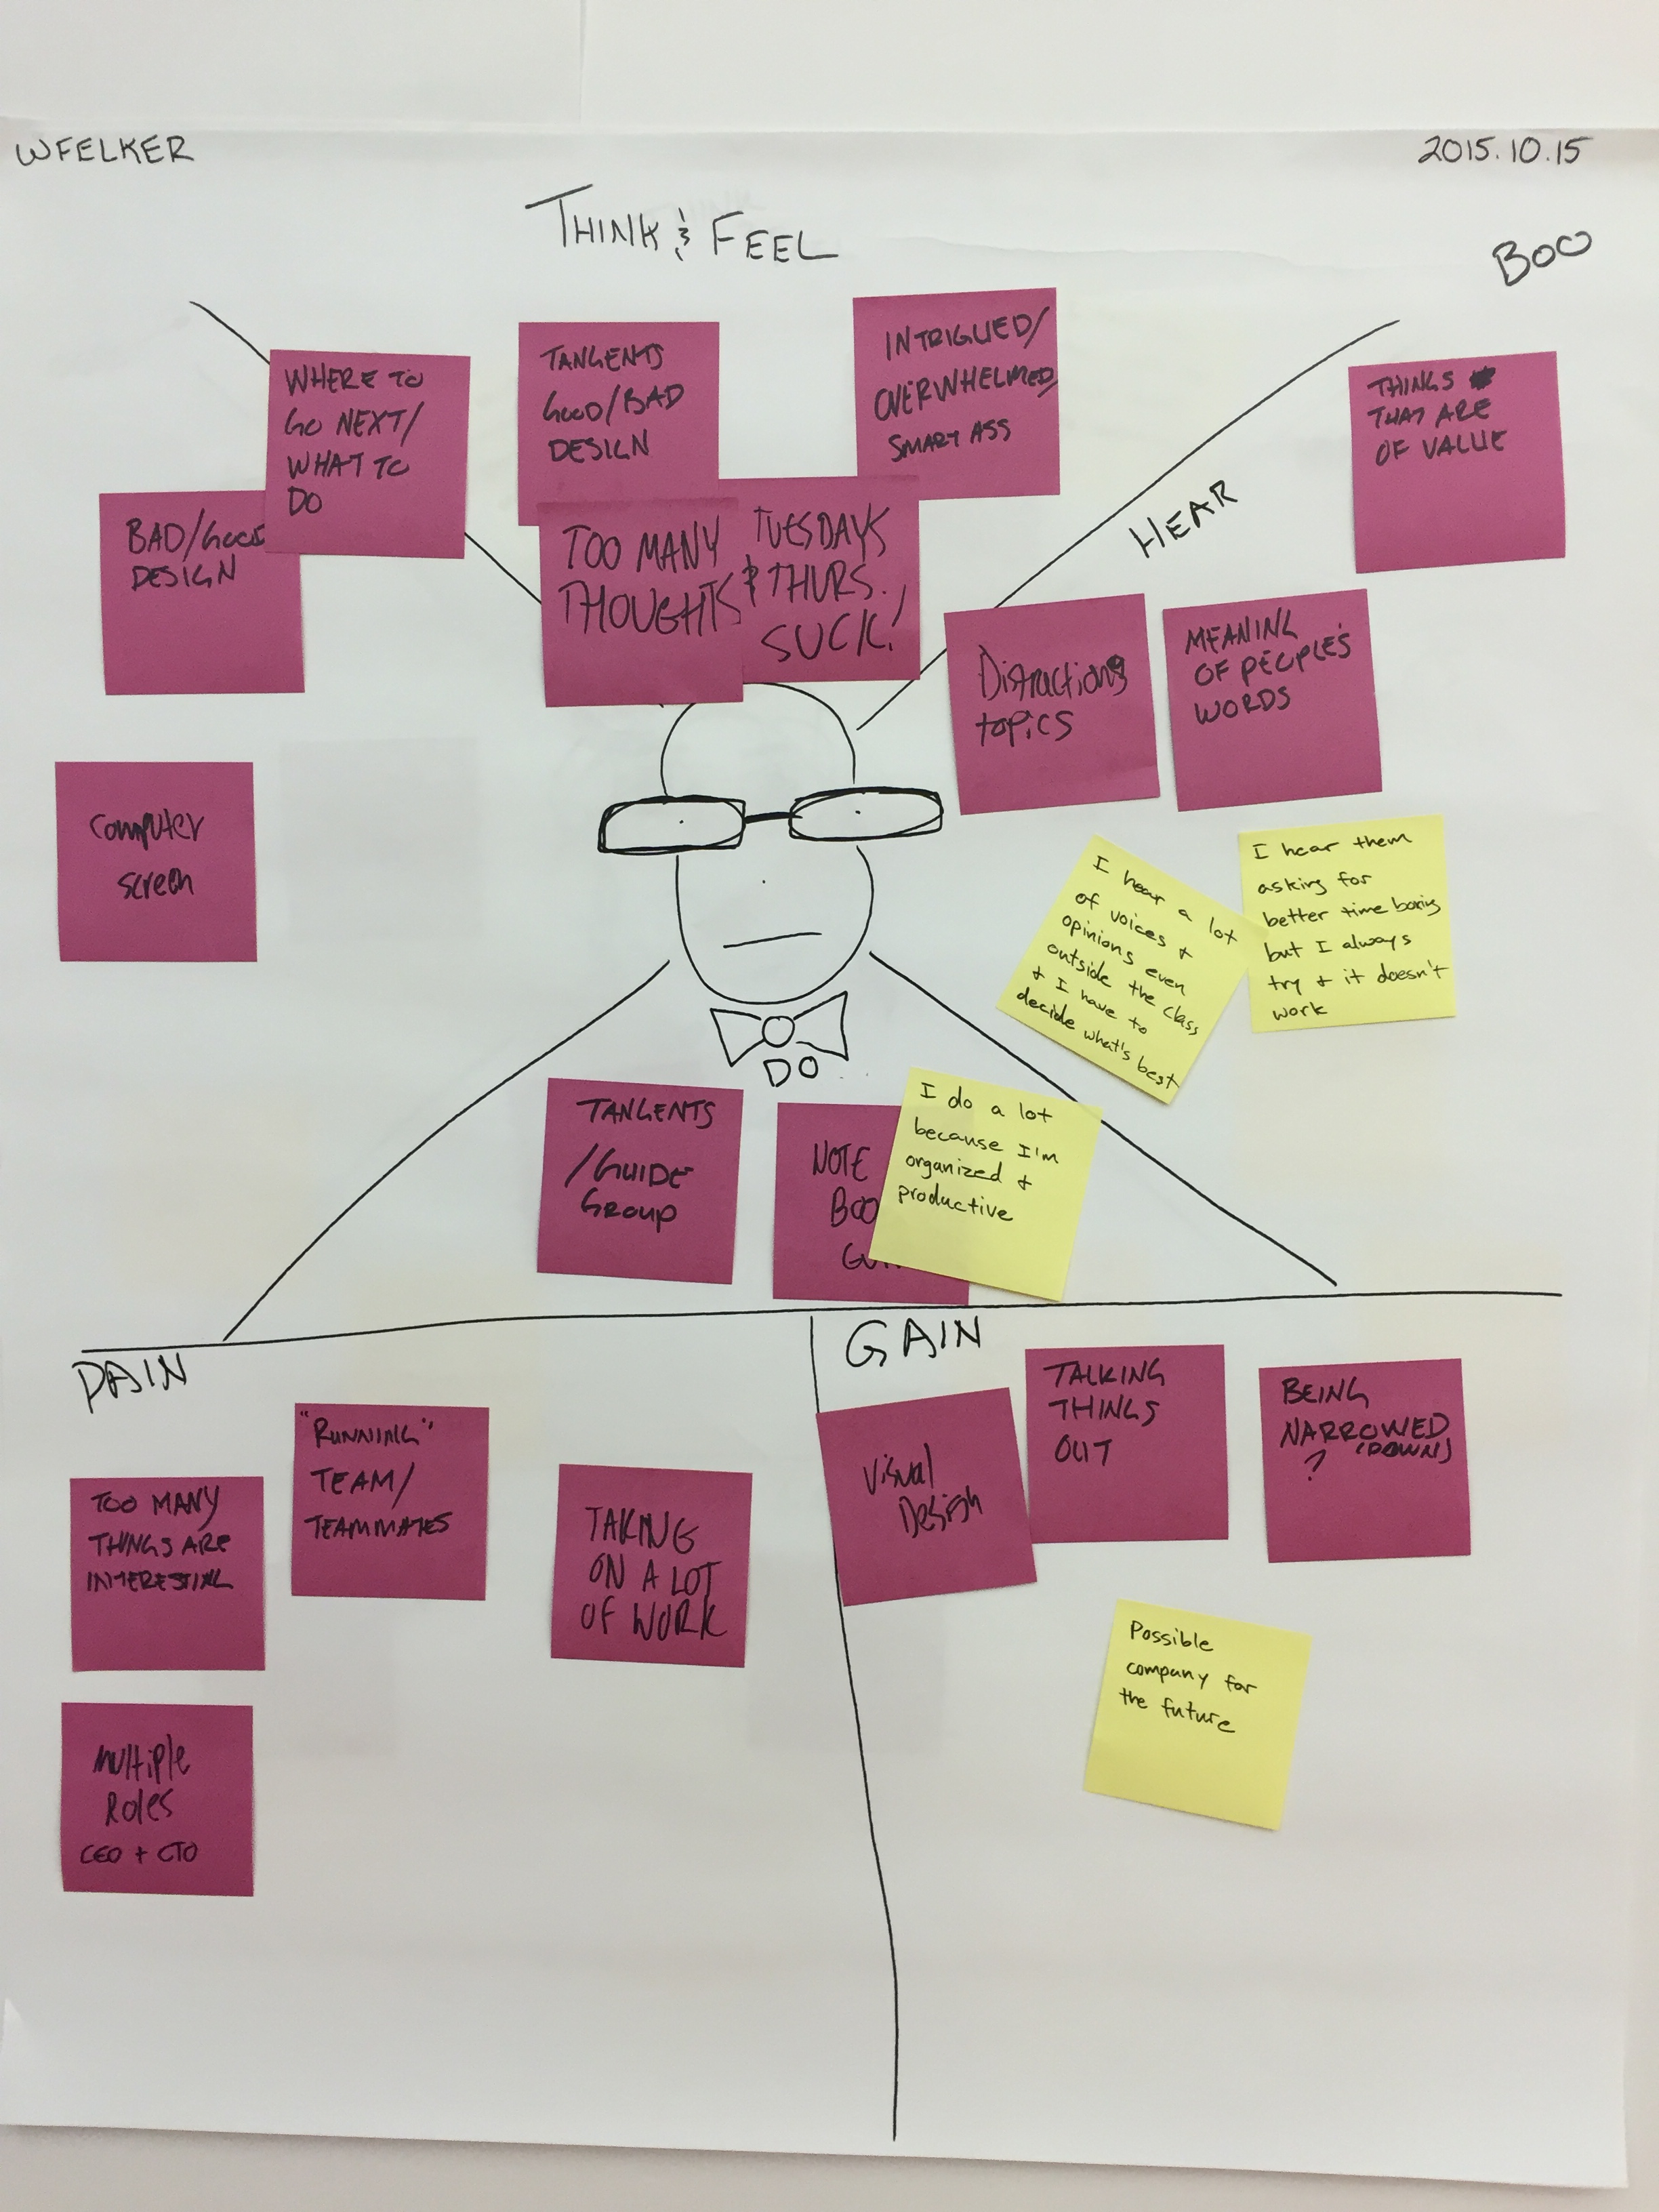 WFELKER
2015.10.15
THINK & FEEL
BOO
WHERE TO
GO NEXT/
WHAT TO
DO
TANGENTS
GOOD/BAD
DESIGN
INTRIGUED/
OVERWHELMED/
SMART ASS
BAD/GOOD
DESIGN
TOO MANY
THOUGHTS
TUESDAYS
& THURS.
SUCK!
HEAR
THINGS
THAT ARE
OF VALUE
Distractions
topics
MEANING
OF PEOPLE'S
WORDS
Computer
screen
I hear a lot
of voices &
opinions even
outside the class
& I have to
decide what's best
I hear them
asking for
better time boxing
but I always
try & it doesn't
work
DO
TANGENTS
/GUIDE
GROUP
NOTE
BOO
I do a lot
because I'm
organized &
productive
PAIN
"RUNNING"
TEAM/
TEAMMATES
TOO MANY
THINGS ARE
INTERESTING
TAKING
ON A LOT
OF WORK
Multiple
Roles
CEO + CTO
GAIN
Visual
Design
TALKING
THINGS
OUT
BEING
NARROWED
(DOWN)
?
Possible
company for
the future